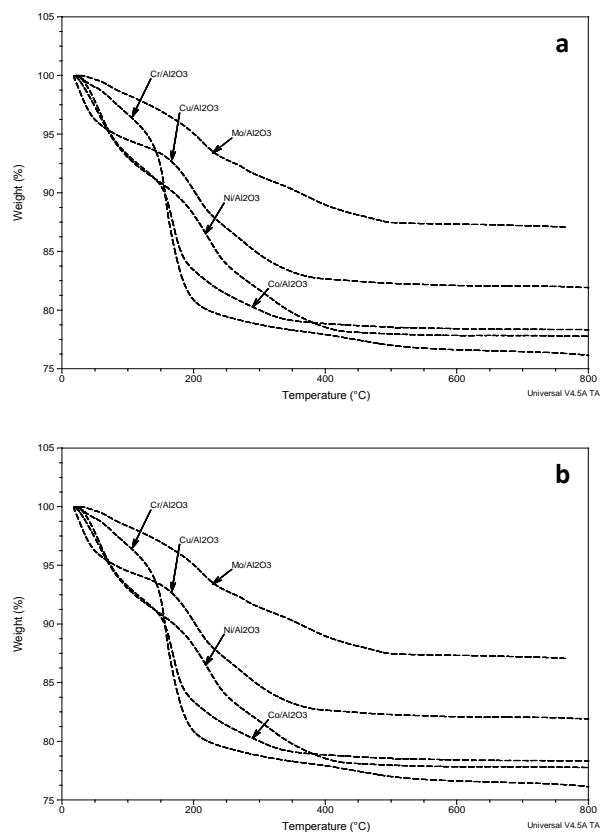 a
105
100
Cr/Al2O3
Cu/Al2O3
95
Mo/Al2O3
Weight (%)
90
Ni/Al2O3
85
Co/Al2O3
80
75
0 200 400 600 800
Temperature (°C) Universal V4.5A TA
b
105
100
Cr/Al2O3
Cu/Al2O3
95
Mo/Al2O3
Weight (%)
90
Ni/Al2O3
85
Co/Al2O3
80
75
0 200 400 600 800
Temperature (°C) Universal V4.5A TA